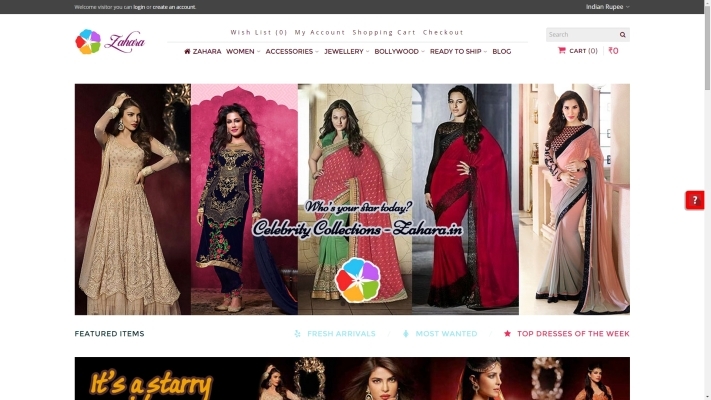 Welcome visitor you can login or create an account.
Indian Rupee
Wish List (0) My Account Shopping Cart Checkout
Search
Zahara
ZAHARA WOMEN ACCESSORIES JEWELLERY BOLLYWOOD READY TO SHIP BLOG
CART (0) ₹0
Who's your star today?
Celebrity Collections - Zahara.in
?
FEATURED ITEMS
FRESH ARRIVALS / MOST WANTED / TOP DRESSES OF THE WEEK
It's a starry